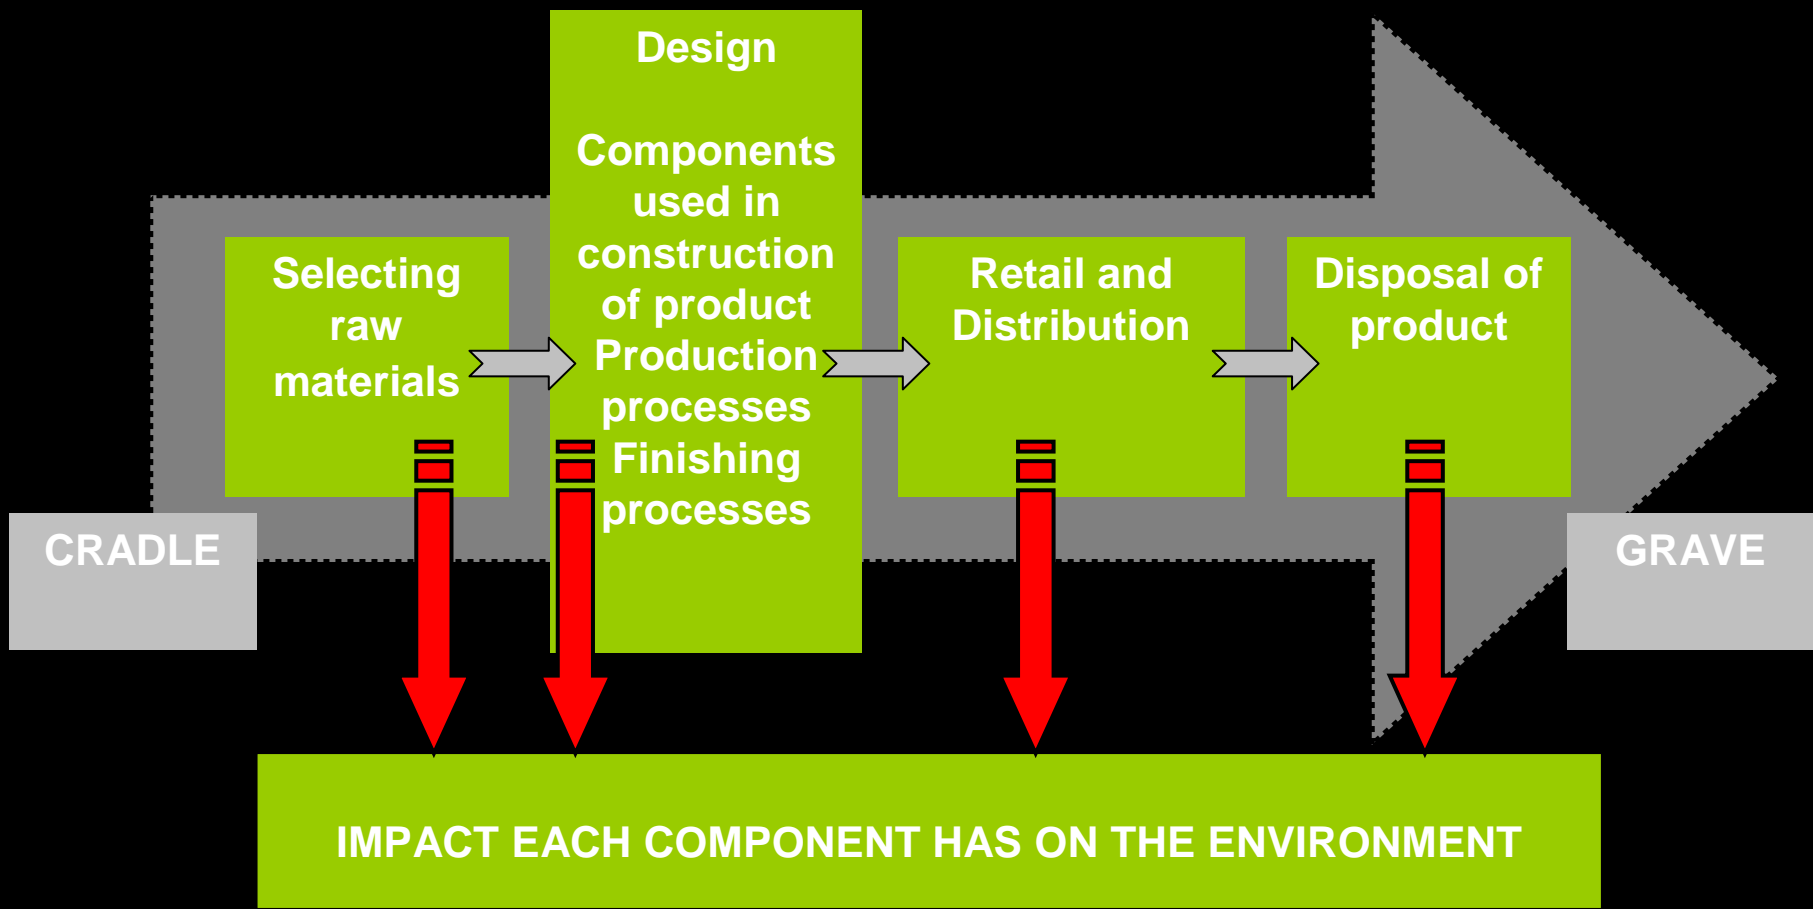 Design
Components
used in
construction
of product
Production
processes
Finishing
processes
Selecting
raw
materials
Retail and
Distribution
Disposal of
product
CRADLE
GRAVE
IMPACT EACH COMPONENT HAS ON THE ENVIRONMENT